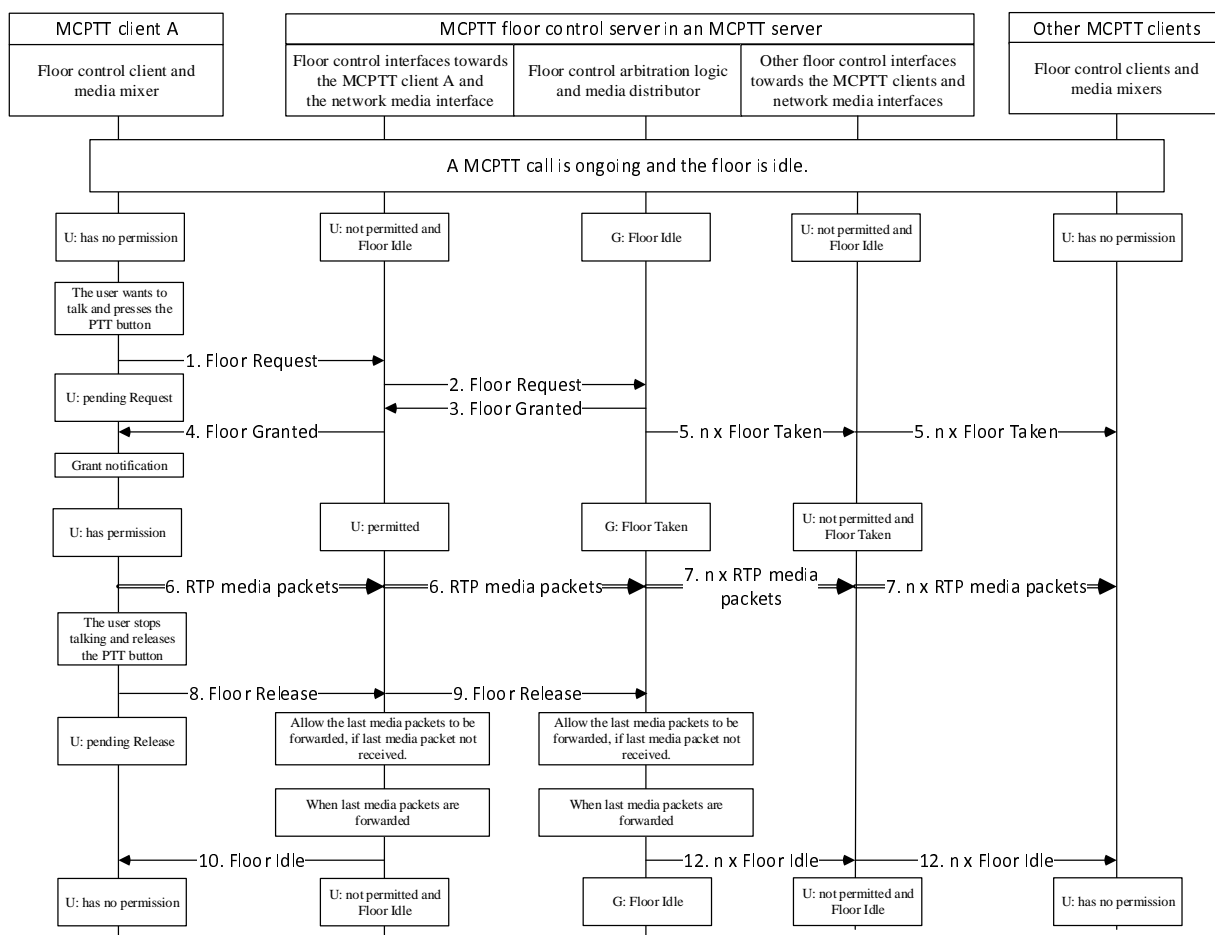 MCPTT client A
MCPTT floor control server in an MCPTT server
Other MCPTT clients
Floor control client and
media mixer
Floor control interfaces towards
the MCPTT client A and
the network media interface
Floor control arbitration logic
and media distributor
Other floor control interfaces
towards the MCPTT clients and
network media interfaces
Floor control clients and
media mixers
A MCPTT call is ongoing and the floor is idle.
U: has no permission
U: not permitted and
Floor Idle
G: Floor Idle
U: not permitted and
Floor Idle
U: has no permission
The user wants to
talk and presses the
PTT button
1. Floor Request
2. Floor Request
U: pending Request
3. Floor Granted
4. Floor Granted
5. n x Floor Taken
5. n x Floor Taken
Grant notification
U: has permission
U: permitted
G: Floor Taken
U: not permitted and
Floor Taken
6. RTP media packets
6. RTP media packets
7. n x RTP media
packets
7. n x RTP media packets
The user stops
talking and releases
the PTT button
8. Floor Release
9. Floor Release
U: pending Release
Allow the last media packets to be
forwarded, if last media packet not
received.
Allow the last media packets to be
forwarded, if last media packet not
received.
When last media packets are
forwarded
When last media packets are
forwarded
10. Floor Idle
12. n x Floor Idle
12. n x Floor Idle
U: has no permission
U: not permitted and
Floor Idle
G: Floor Idle
U: not permitted and
Floor Idle
U: has no permission